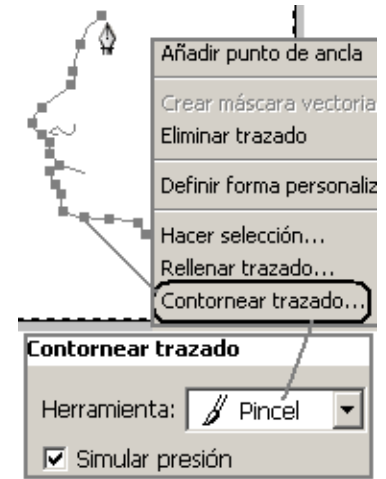 Añadir punto de ancla
Crear máscara vectoria
Eliminar trazado
Definir forma personaliz
Hacer selección...
Rellenar trazado...
Contornear trazado...
Contornear trazado
Herramienta: Pincel
Simular presión